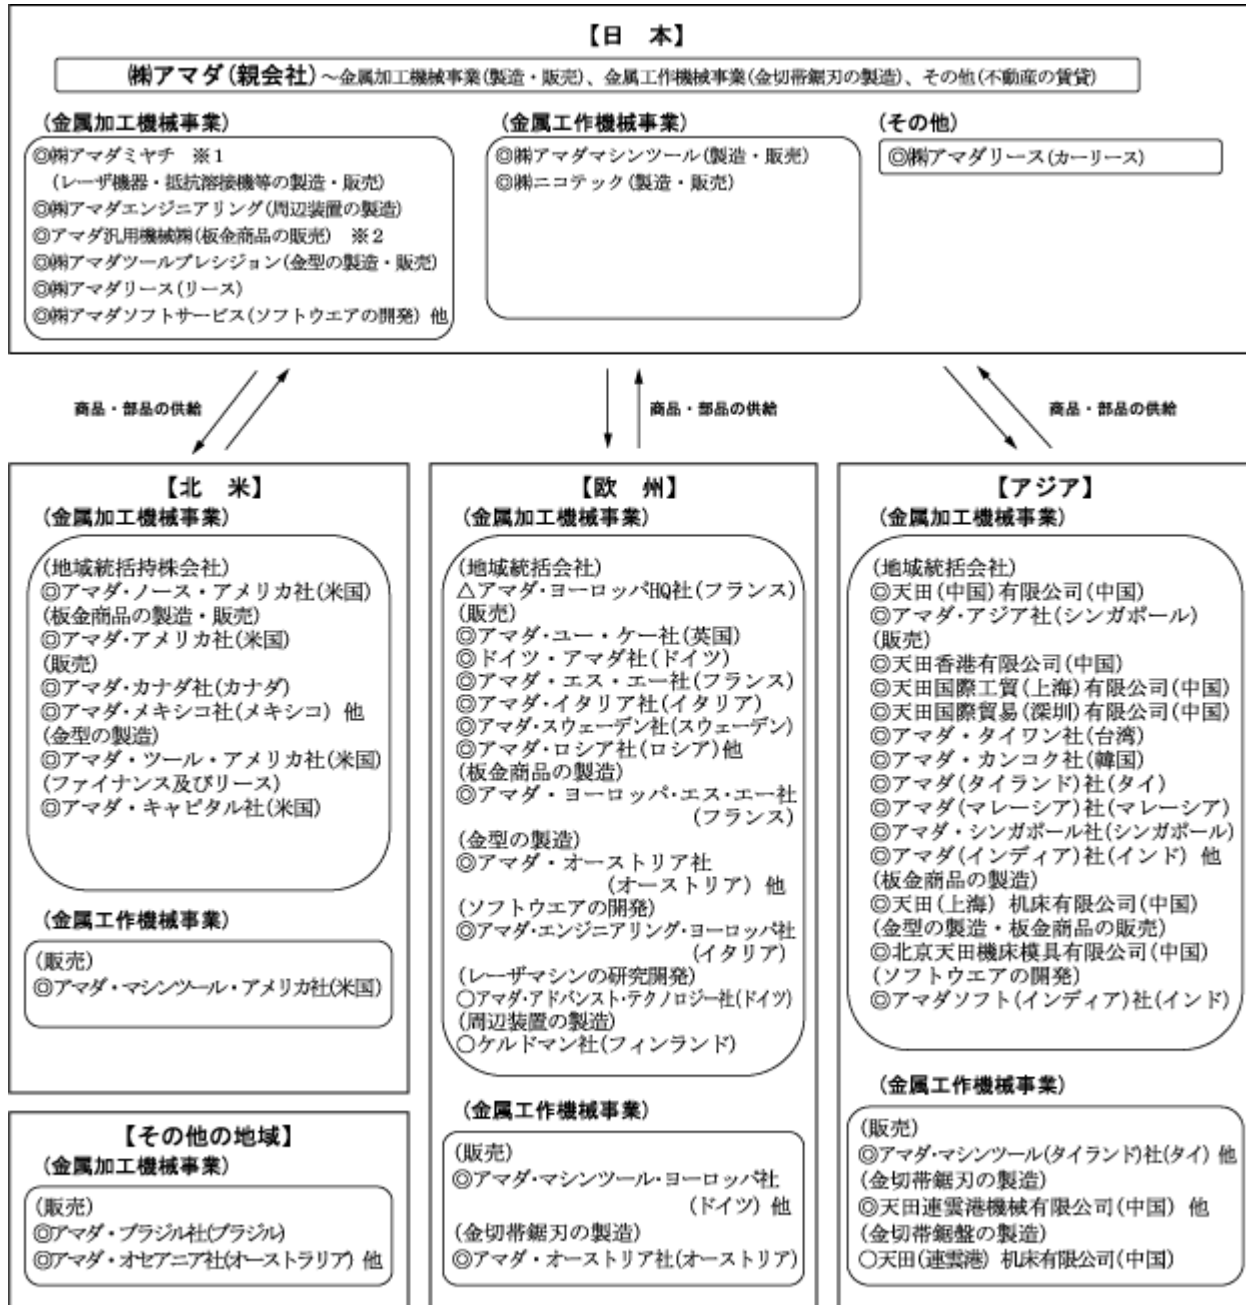 【日　本】
㈱アマダ(親会社)～金属加工機械事業(製造・販売)、金属工作機械事業(金切帯鋸刃の製造)、その他(不動産の賃貸)
(金属加工機械事業)
◎㈱アマダミヤチ　※1
(レーザ機器・抵抗溶接機等の製造・販売)
◎㈱アマダエンジニアリング(周辺装置の製造)
◎アマダ汎用機械㈱(板金商品の販売)　※2
◎㈱アマダツールプレシジョン(金型の製造・販売)
◎㈱アマダリース(リース)
◎㈱アマダソフトサービス(ソフトウエアの開発) 他
(金属工作機械事業)
◎㈱アマダマシンツール(製造・販売)
◎㈱ニコテック(製造・販売)
(その他)
◎㈱アマダリース(カーリース)
商品・部品の供給
商品・部品の供給
商品・部品の供給
【北　米】
(金属加工機械事業)
(地域統括持株会社)
◎アマダ・ノース・アメリカ社(米国)
(板金商品の製造・販売)
◎アマダ・アメリカ社(米国)
(販売)
◎アマダ・カナダ社(カナダ)
◎アマダ・メキシコ社(メキシコ) 他
(金型の製造)
◎アマダ・ツール・アメリカ社(米国)
(ファイナンス及びリース)
◎アマダ・キャピタル社(米国)
(金属工作機械事業)
(販売)
◎アマダ・マシンツール・アメリカ社(米国)
【その他の地域】
(金属加工機械事業)
(販売)
◎アマダ・ブラジル社(ブラジル)
◎アマダ・オセアニア社(オーストラリア) 他
【欧　州】
(金属加工機械事業)
(地域統括会社)
△アマダ・ヨーロッパHQ社(フランス)
(販売)
◎アマダ・ユー・ケー社(英国)
◎ドイツ・アマダ社(ドイツ)
◎アマダ・エス・エー社(フランス)
◎アマダ・イタリア社(イタリア)
◎アマダ・スウェーデン社(スウェーデン)
◎アマダ・ロシア社(ロシア)他
(板金商品の製造)
◎アマダ・ヨーロッパ・エス・エー社
(フランス)
(金型の製造)
◎アマダ・オーストリア社
(オーストリア) 他
(ソフトウエアの開発)
◎アマダ・エンジニアリング・ヨーロッパ社
(イタリア)
(レーザマシンの研究開発)
○アマダ・アドバンスト・テクノロジー社(ドイツ)
(周辺装置の製造)
○ケルドマン社(フィンランド)
(金属工作機械事業)
(販売)
◎アマダ・マシンツール・ヨーロッパ社
(ドイツ) 他
(金切帯鋸刃の製造)
◎アマダ・オーストリア社(オーストリア)
【アジア】
(金属加工機械事業)
(地域統括会社)
◎天田(中国)有限公司(中国)
◎アマダ・アジア社(シンガポール)
(販売)
◎天田香港有限公司(中国)
◎天田国際工貿(上海)有限公司(中国)
◎天田国際貿易(深圳)有限公司(中国)
◎アマダ・タイワン社(台湾)
◎アマダ・カンコク社(韓国)
◎アマダ(タイランド)社(タイ)
◎アマダ(マレーシア)社(マレーシア)
◎アマダ・シンガポール社(シンガポール)
◎アマダ(インディア)社(インド) 他
(板金商品の製造)
◎天田(上海) 机床有限公司(中国)
(金型の製造・板金商品の販売)
◎北京天田機床模具有限公司(中国)
(ソフトウエアの開発)
◎アマダソフト(インディア)社(インド)
(金属工作機械事業)
(販売)
◎アマダ・マシンツール(タイランド)社(タイ) 他
(金切帯鋸刃の製造)
◎天田連雲港機械有限公司(中国) 他
(金切帯鋸盤の製造)
○天田(連雲港) 机床有限公司(中国)